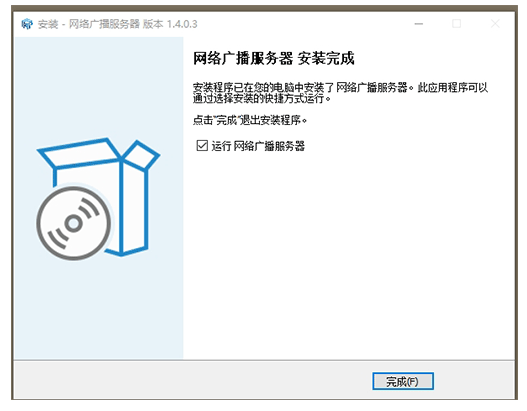 安装 - 网络广播服务器 版本 1.4.0.3
网络广播服务器 安装完成
安装程序已在您的电脑中安装了 网络广播服务器。此应用程序可以
通过选择安装的快捷方式运行。
点击“完成”退出安装程序。
运行 网络广播服务器
完成(F)